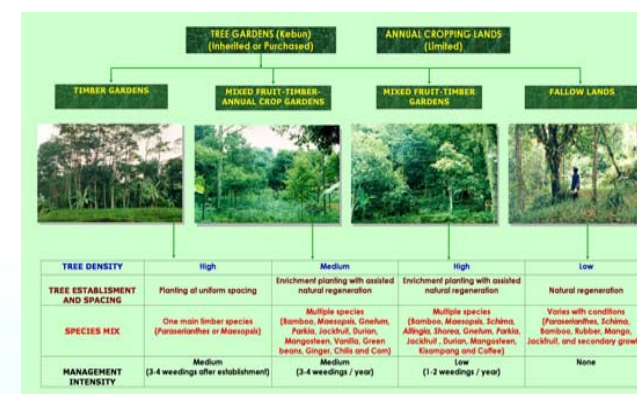 TREE GARDENS (Kebun)
(Inherited or Purchased)
ANNUAL CROPPING LANDS
(Limited)
TIMBER GARDENS
MIXED FRUIT-TIMBER-
ANNUAL CROP GARDENS
MIXED FRUIT-TIMBER
GARDENS
FALLOW LANDS
TREE DENSITY
High
Medium
High
Low
TREE ESTABLISMENT
AND SPACING
Planting at uniform spacing
Enrichment planting with assisted
natural regeneration
Enrichment planting with assisted
natural regeneration
Natural regeneration
SPECIES MIX
One main timber species
(Paraserianthes or Maesopsis)
Multiple species
(Bamboo, Maesopsis, Gnetum,
Parkia, Jackfruit, Durian,
Mangosteen, Vanilla, Green
beans, Ginger, Chilis and Corn)
Multiple species
(Bamboo, Maesopsis, Schima,
Altingia, Shorea, Gnetum, Parkia,
Jackfruit , Durian, Mangosteen,
Kisampang and Coffee)
Varies with conditions
(Paraserianthes, Schima,
Bamboo, Rubber, Mango,
Jackfruit, and secondary growt
MANAGEMENT
INTENSITY
Medium
(3-4 weedings after establishment)
Medium
(3-4 weedings / year)
Low
(1-2 weedings / year)
None